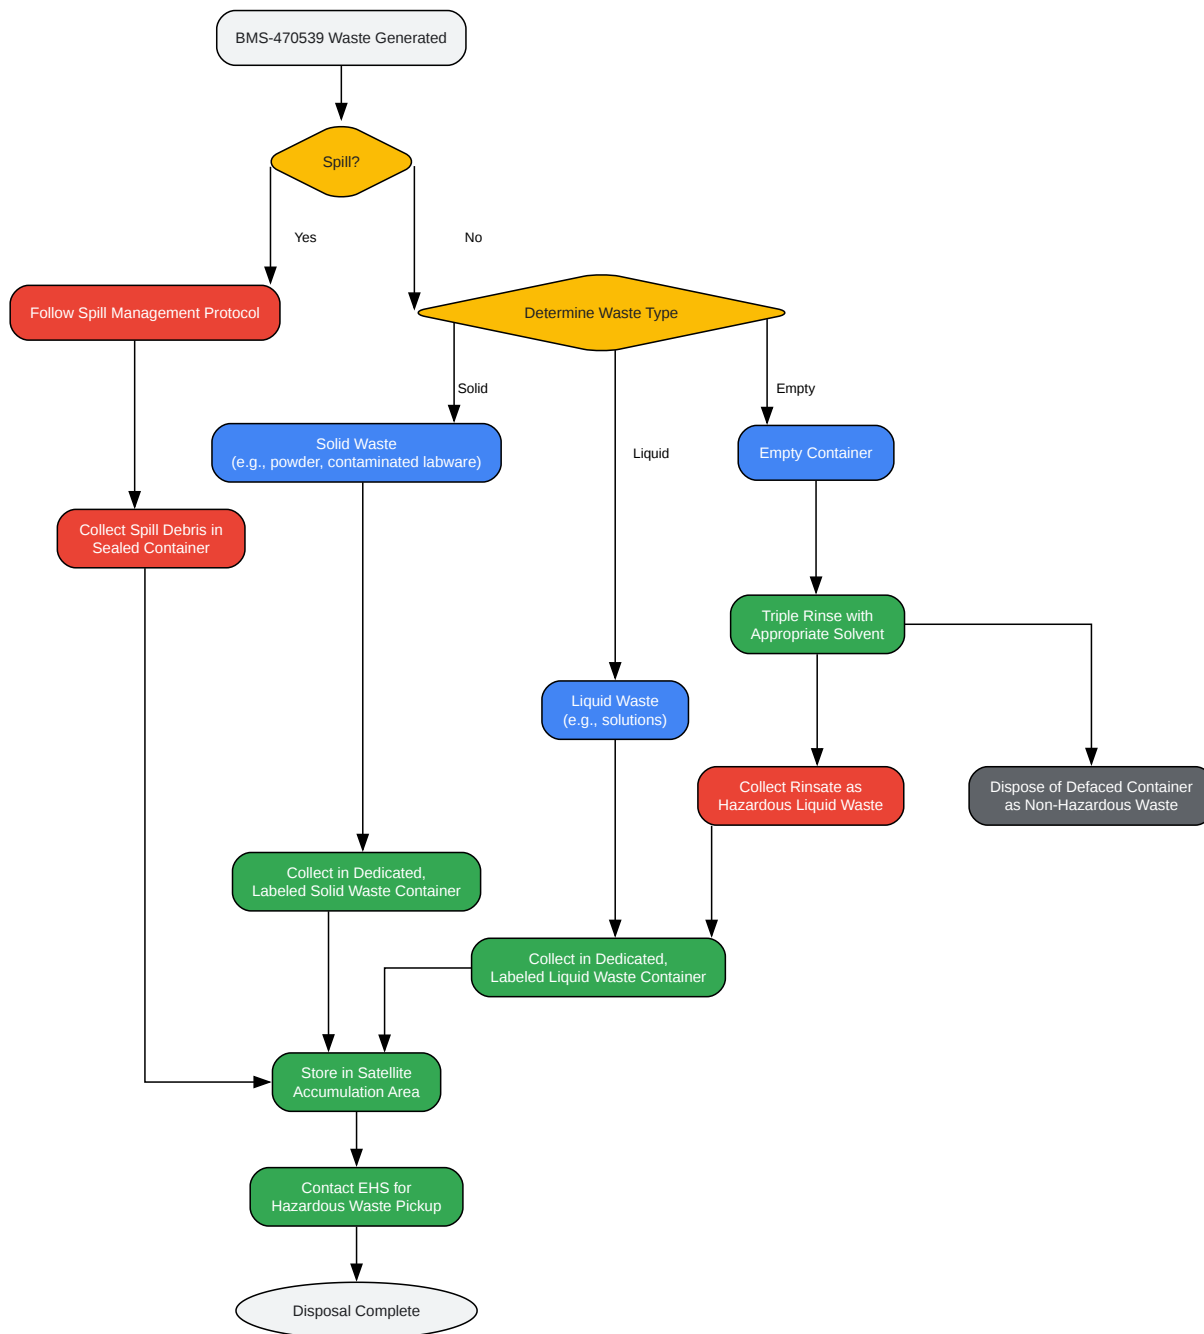 BMS-470539 Waste Generated
Spill?
Yes
No
Follow Spill Management Protocol
Determine Waste Type
Solid
Empty
Solid Waste
(e.g., powder, contaminated labware)
Liquid
Empty Container
Collect Spill Debris in
Sealed Container
Triple Rinse with
Appropriate Solvent
Liquid Waste
(e.g., solutions)
Collect Rinsate as
Hazardous Liquid Waste
Dispose of Defaced Container
as Non-Hazardous Waste
Collect in Dedicated,
Labeled Solid Waste Container
Collect in Dedicated,
Labeled Liquid Waste Container
Store in Satellite
Accumulation Area
Contact EHS for
Hazardous Waste Pickup
Disposal Complete